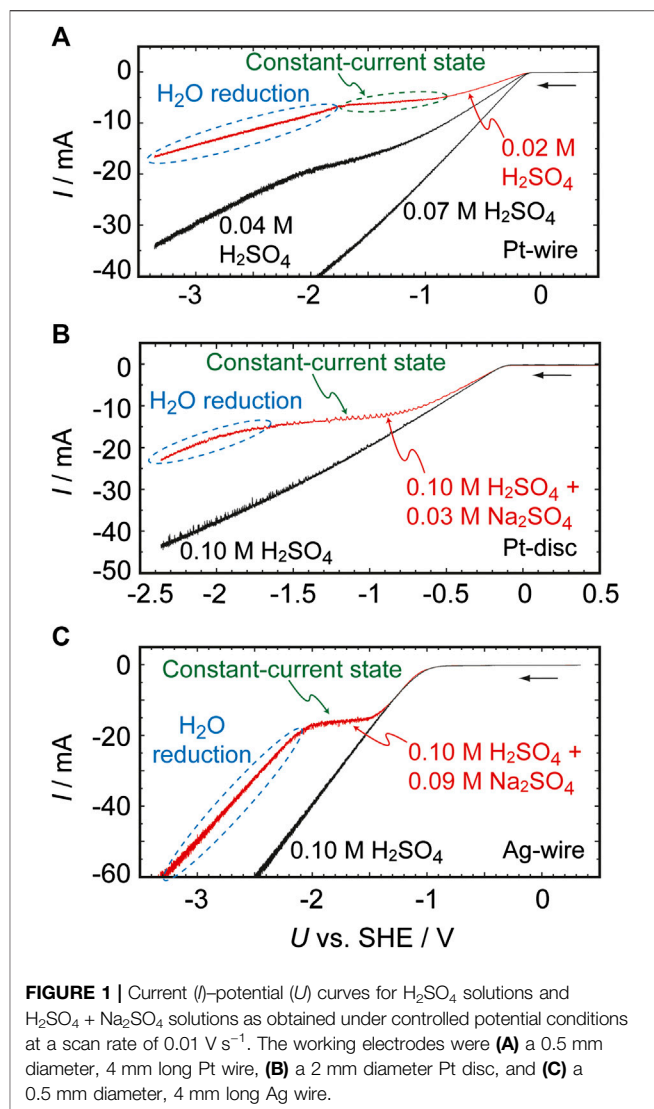 A
Constant-current state
H₂O reduction
0.02 M
H₂SO₄
0.07 M H₂SO₄
0.04 M
H₂SO₄
Pt-wire
I / mA
0
-10
-20
-30
-40
-3 -2 -1 0
B
Constant-current state
H₂O reduction
0.10 M H₂SO₄ +
0.03 M Na₂SO₄
0.10 M H₂SO₄
Pt-disc
I / mA
0
-10
-20
-30
-40
-50
-2.5 -2 -1.5 -1 -0.5 0 0.5
C
Constant-current state
H₂O
reduction
0.10 M H₂SO₄ +
0.09 M Na₂SO₄
0.10 M H₂SO₄
Ag-wire
I / mA
0
-20
-40
-60
-3 -2 -1 0
U vs. SHE / V
FIGURE 1 | Current (I)–potential (U) curves for H₂SO₄ solutions and
H₂SO₄ + Na₂SO₄ solutions as obtained under controlled potential conditions
at a scan rate of 0.01 V s⁻¹. The working electrodes were (A) a 0.5 mm
diameter, 4 mm long Pt wire, (B) a 2 mm diameter Pt disc, and (C) a
0.5 mm diameter, 4 mm long Ag wire.